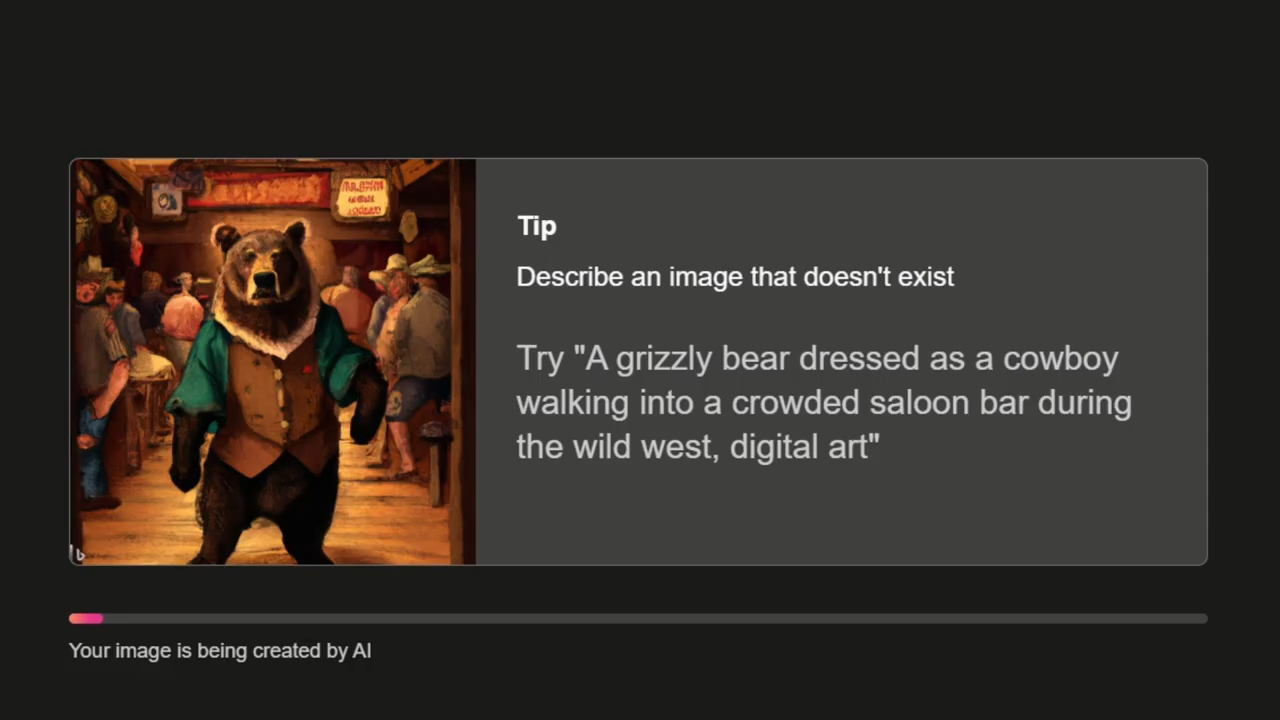 Tip
Describe an image that doesn't exist
Try "A grizzly bear dressed as a cowboy
walking into a crowded saloon bar during
the wild west, digital art"
Your image is being created by AI